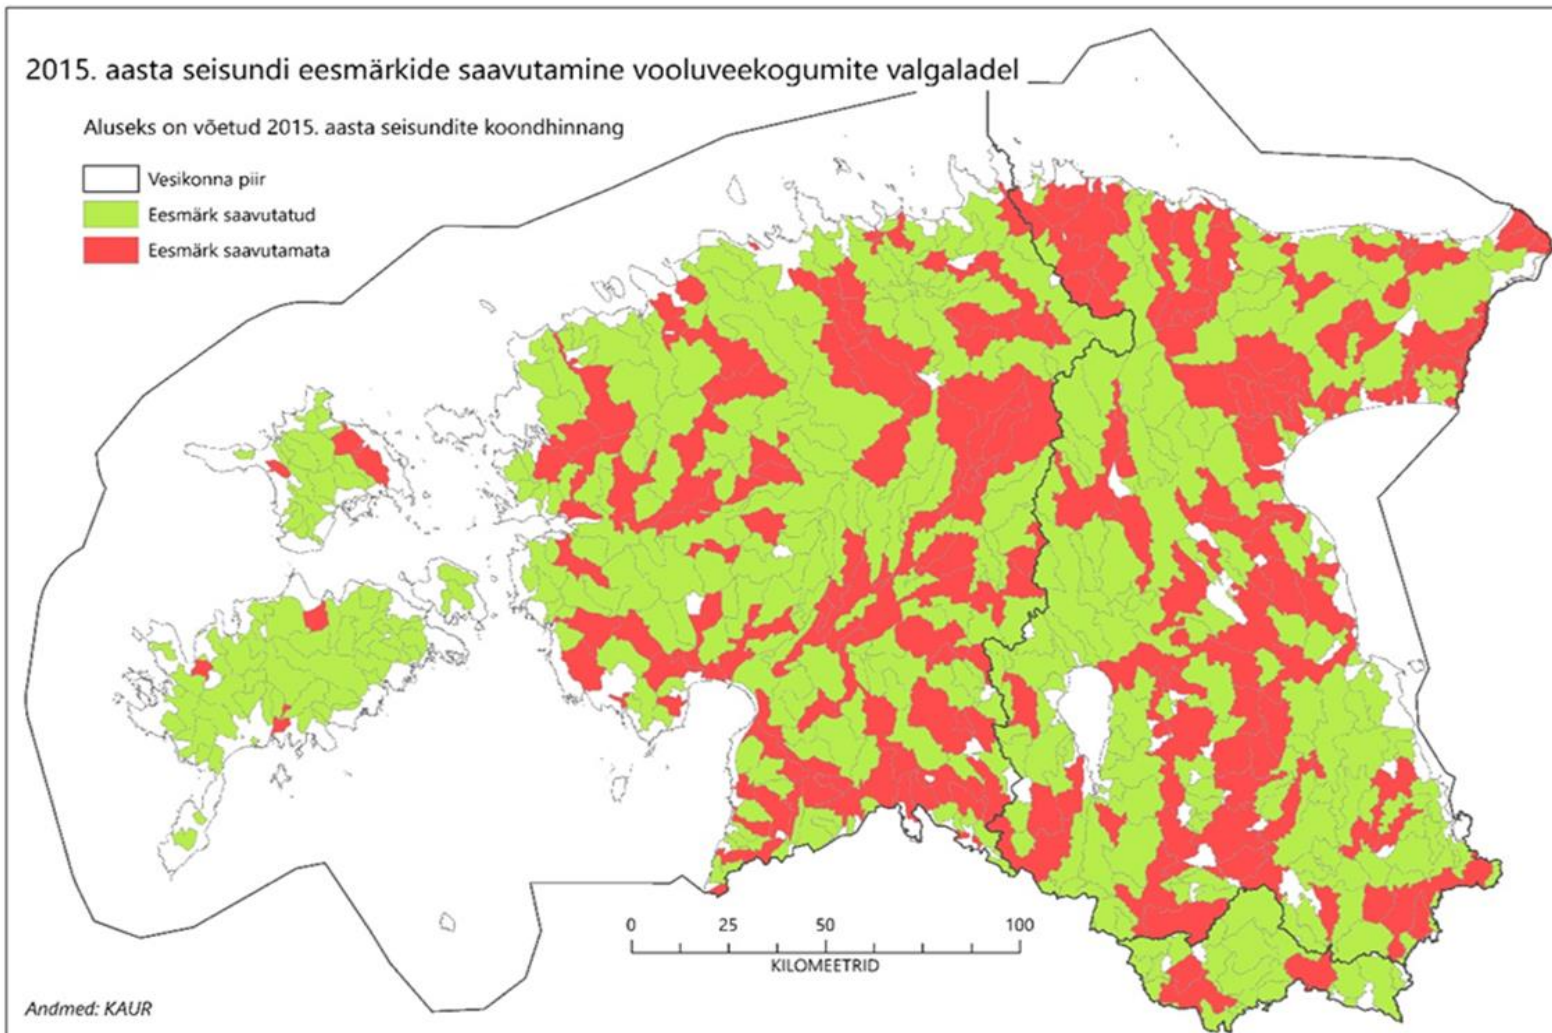 2015. aasta seisundi eesmärkide saavutamine vooluveekogumite valgaladel
Aluseks on võetud 2015. aasta seisundite koondhinnang
Vesikonna piir
Eesmärk saavutatud
Eesmärk saavutamata
0 25 50 100
KILOMEETRID
Andmed: KAUR